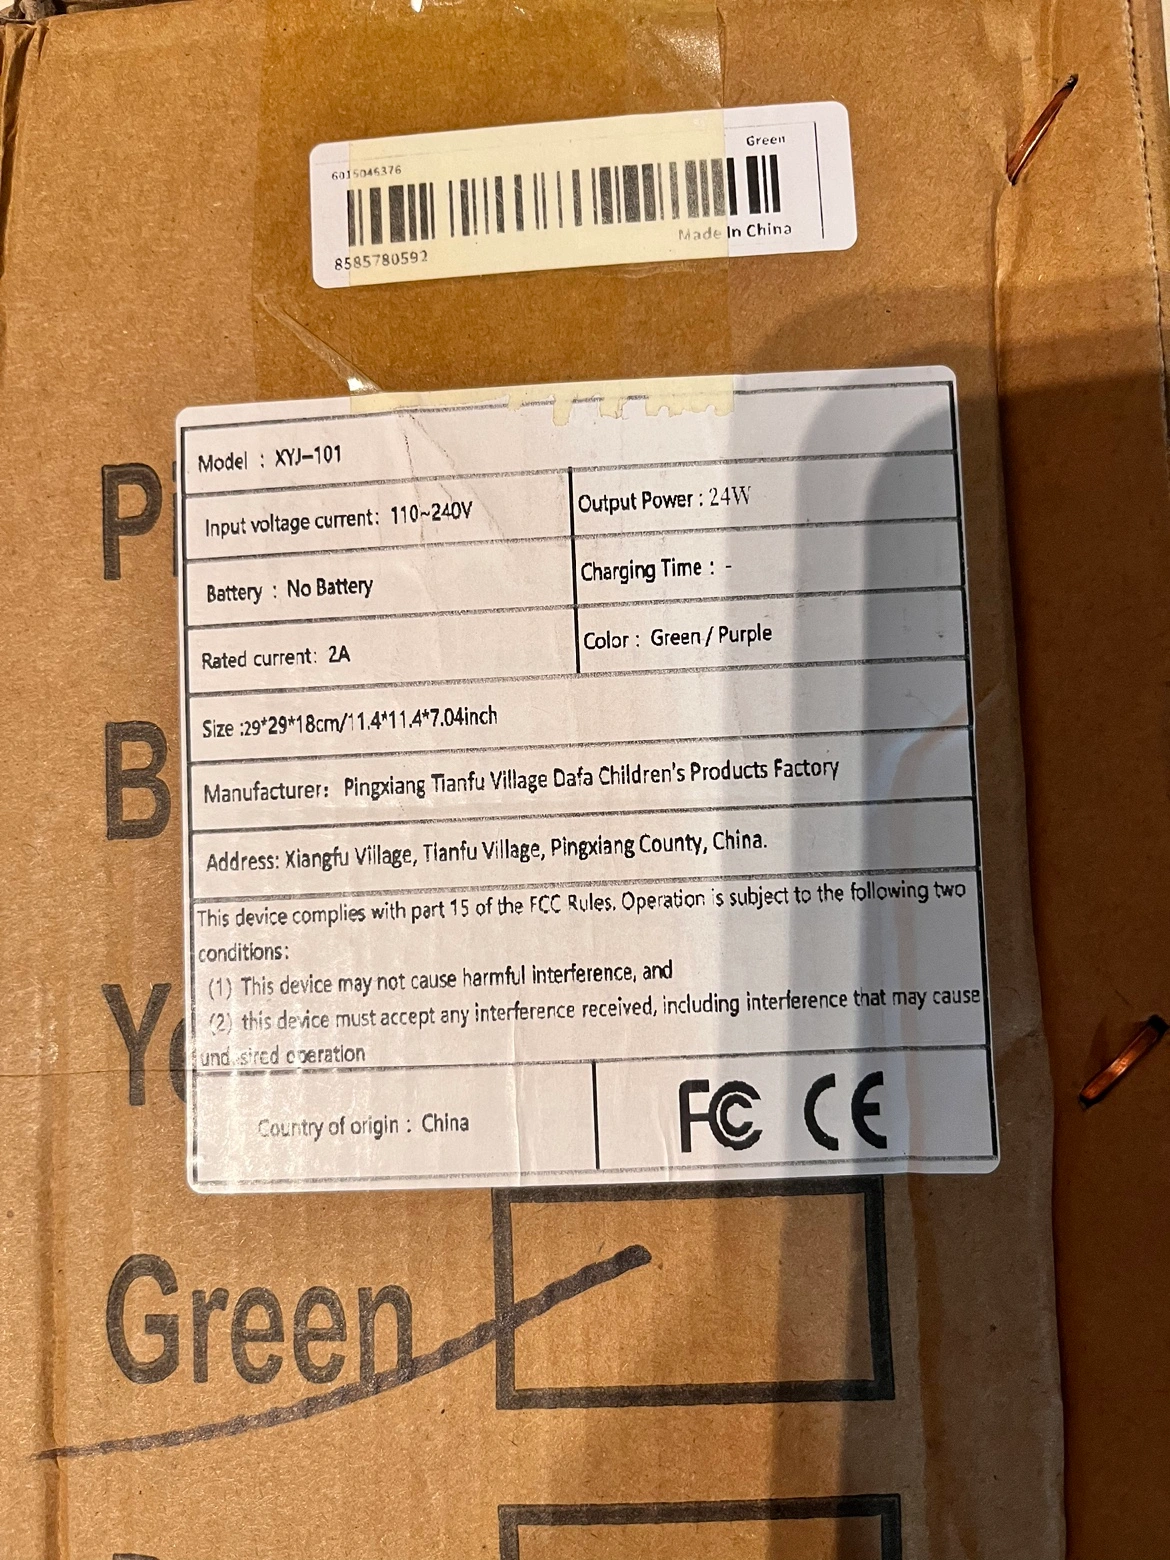 6015046376
Green
Made In China
8585780592
Model : XYJ-101
Input voltage current: 110~240V
Output Power : 24W
Battery : No Battery
Charging Time : -
Rated current: 2A
Color : Green / Purple
Size :29*29*18cm/11.4*11.4*7.04inch
Manufacturer: Pingxiang Tianfu Village Dafa Children's Products Factory
Address: Xiangfu Village, Tianfu Village, Pingxiang County, China.
This device complies with part 15 of the FCC Rules. Operation is subject to the following two
conditions:
(1) This device may not cause harmful interference, and
(2) this device must accept any interference received, including interference that may cause
undesired operation
Country of origin : China
FCC CE
Green